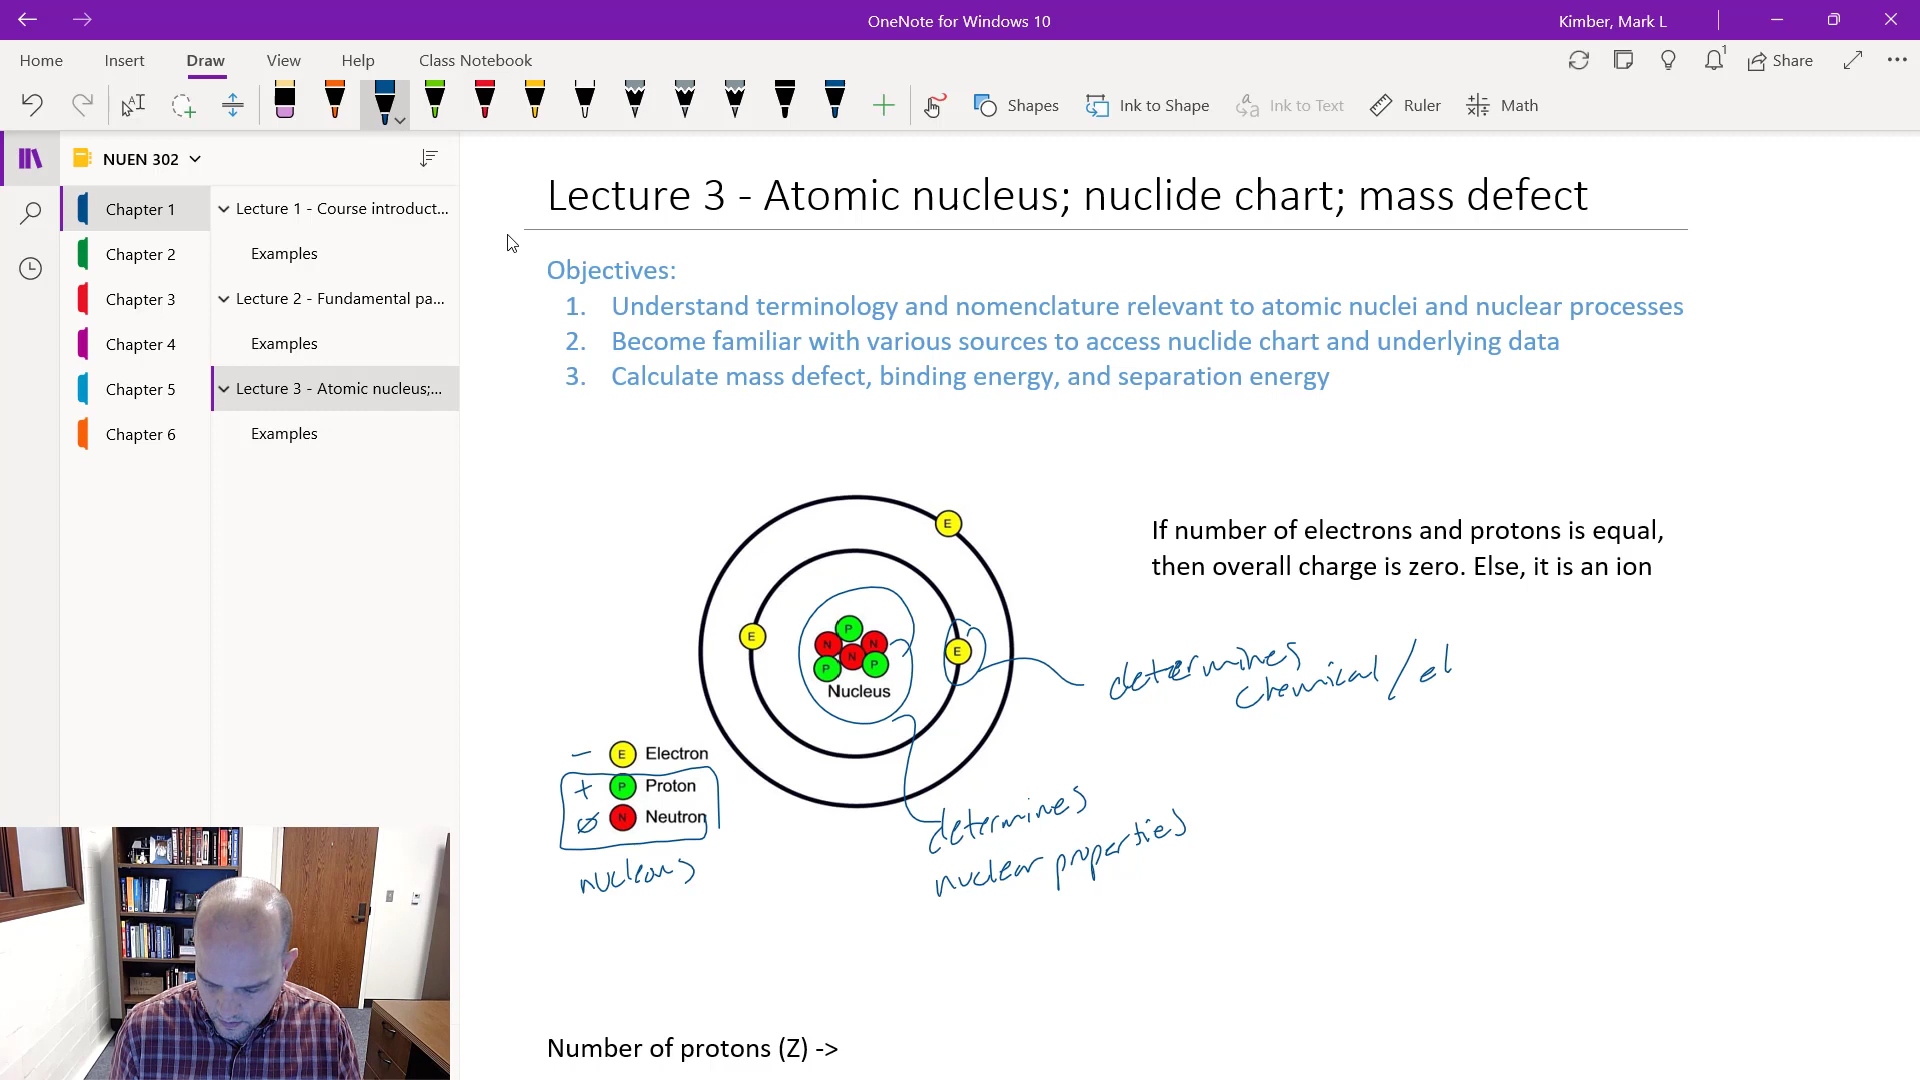 OneNote for Windows 10
Kimber, Mark L
Home
Insert
Draw
View
Help
Class Notebook
1
Share
Shapes
Ink to Shape
Ink to Text
Ruler
Math
NUEN 302
Chapter 1
Chapter 2
Chapter 3
Chapter 4
Chapter 5
Chapter 6
Lecture 1 - Course introduct...
Examples
Lecture 2 - Fundamental pa...
Examples
Lecture 3 - Atomic nucleus;...
Examples
Lecture 3 - Atomic nucleus; nuclide chart; mass defect
Objectives:
1. Understand terminology and nomenclature relevant to atomic nuclei and nuclear processes
2. Become familiar with various sources to access nuclide chart and underlying data
3. Calculate mass defect, binding energy, and separation energy
E
E
E
P
N
N
N
P
P
Nucleus
If number of electrons and protons is equal,
then overall charge is zero. Else, it is an ion
determines
chemical / el
- E Electron
+ P Proton
∅ N Neutron
nucleons
determines
nuclear properties
Number of protons (Z) ->